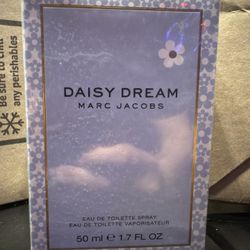 Be sure to chill
any perishables
DAISY DREAM
MARC JACOBS
EAU DE TOILETTE SPRAY
EAU DE TOILETTE VAPORISATEUR
50 ml ℮ 1.7 FL OZ